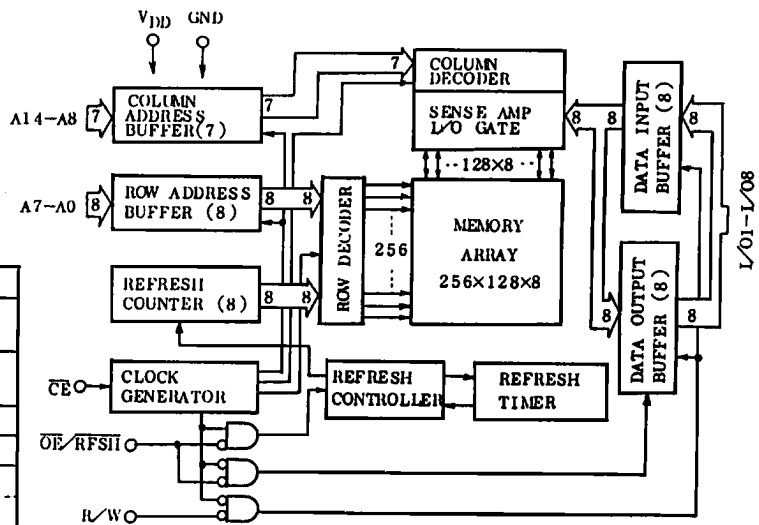 VDD GND
A14-A8
7
COLUMN
ADDRESS
BUFFER(7)
7
7
COLUMN
DECODER
SENSE AMP
I/O GATE
8
8
DATA INPUT
BUFFER (8)
8
I/O1-I/O8
A7-A0
8
ROW ADDRESS
BUFFER (8)
8
8
ROW DECODER
··128×8··
256
MEMORY
ARRAY
256×128×8
REFRESH
COUNTER (8)
8
8
8
DATA OUTPUT
BUFFER (8)
8
CE
CLOCK
GENERATOR
REFRESH
CONTROLLER
REFRESH
TIMER
OE/RFSH
R/W